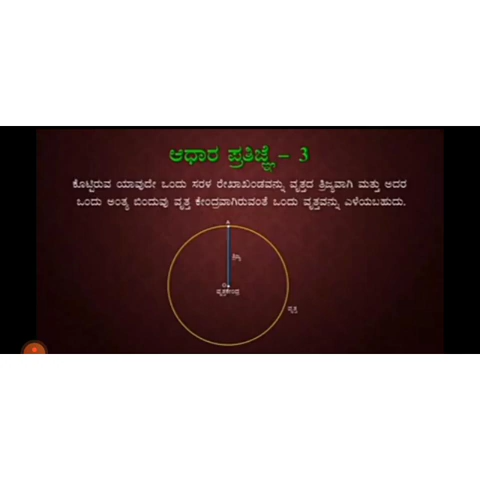 ಆಧಾರ ಪ್ರತಿಜ್ಞೆ – 3
ಕೊಟ್ಟಿರುವ ಯಾವುದೇ ಒಂದು ಸರಳ ರೇಖಾಖಂಡವನ್ನು ವೃತ್ತದ ತ್ರಿಜ್ಯವಾಗಿ ಮತ್ತು ಅದರ
ಒಂದು ಅಂತ್ಯ ಬಿಂದುವು ವೃತ್ತ ಕೇಂದ್ರವಾಗಿರುವಂತೆ ಒಂದು ವೃತ್ತವನ್ನು ಎಳೆಯಬಹುದು.
A
ತ್ರಿಜ್ಯ
O
ವೃತ್ತಕೇಂದ್ರ
ವೃತ್ತ